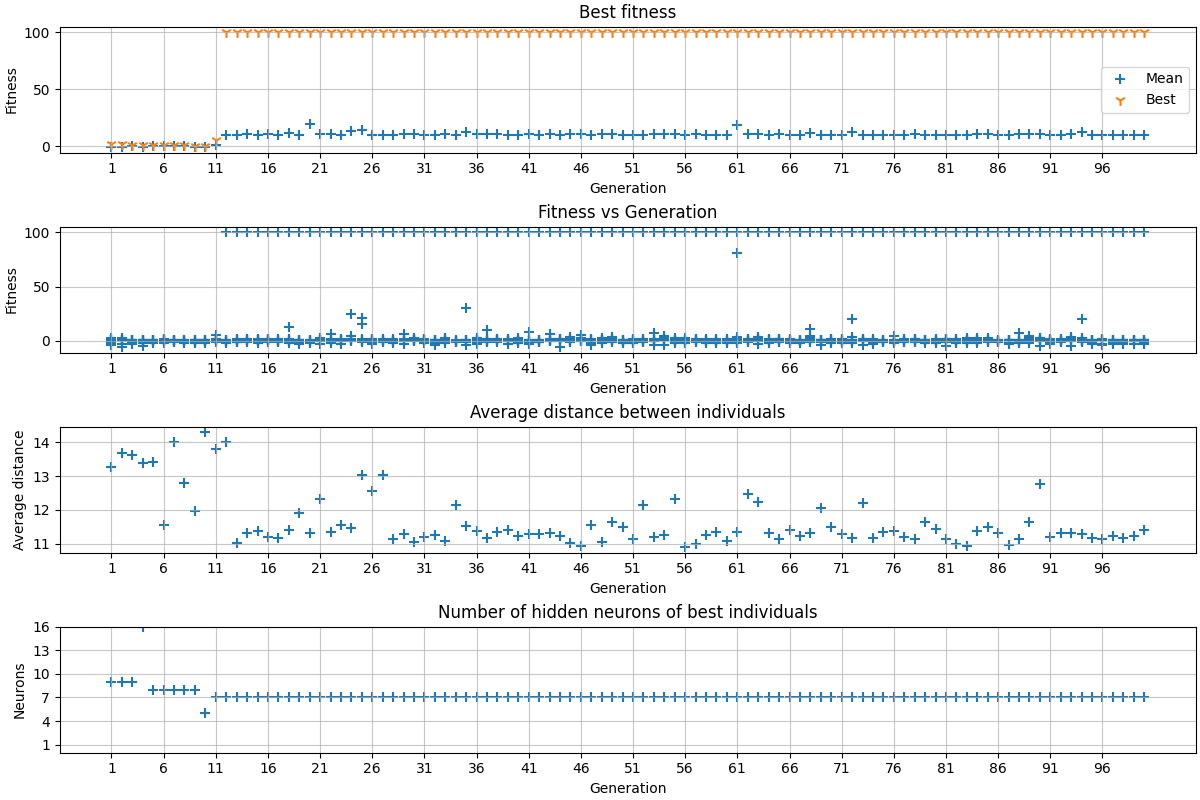 Best fitness
Fitness
100
50
0
Mean
Best
1 6 11 16 21 26 31 36 41 46 51 56 61 66 71 76 81 86 91 96
Generation
Fitness vs Generation
Fitness
100
50
0
1 6 11 16 21 26 31 36 41 46 51 56 61 66 71 76 81 86 91 96
Generation
Average distance between individuals
Average distance
14
13
12
11
1 6 11 16 21 26 31 36 41 46 51 56 61 66 71 76 81 86 91 96
Generation
Number of hidden neurons of best individuals
Neurons
16
13
10
7
4
1
1 6 11 16 21 26 31 36 41 46 51 56 61 66 71 76 81 86 91 96
Generation